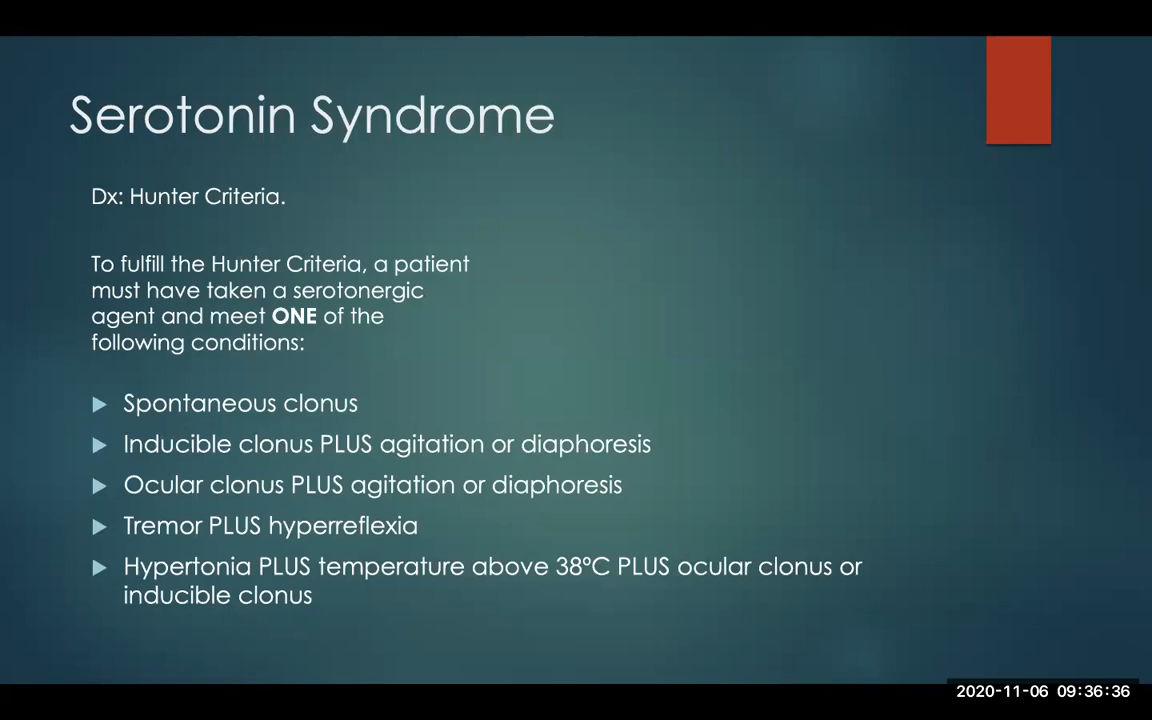 Serotonin Syndrome
Dx: Hunter Criteria.
To fulfill the Hunter Criteria, a patient
must have taken a serotonergic
agent and meet ONE of the
following conditions:
Spontaneous clonus
Inducible clonus PLUS agitation or diaphoresis
Ocular clonus PLUS agitation or diaphoresis
Tremor PLUS hyperreflexia
Hypertonia PLUS temperature above 38ºC PLUS ocular clonus or
inducible clonus
2020-11-06 09:36:36